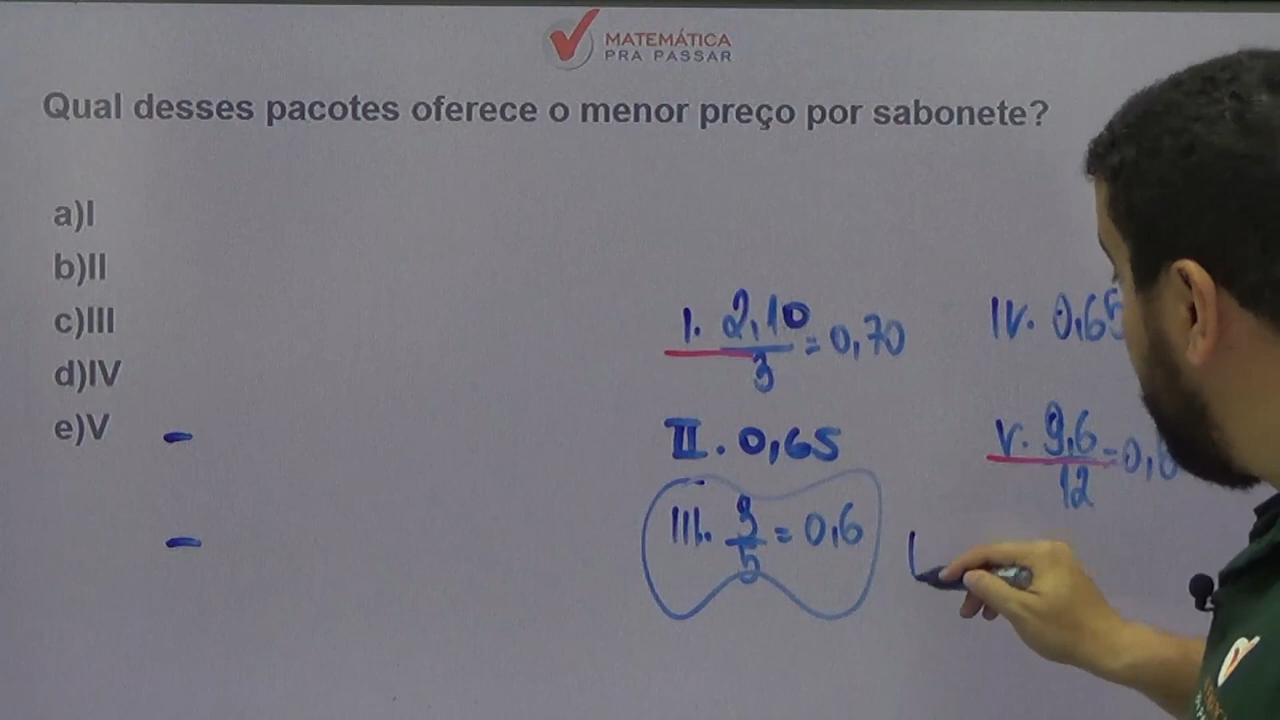 MATEMÁTICA
PRA PASSAR
Qual desses pacotes oferece o menor preço por sabonete?
a)I
b)II
c)III
d)IV
e)V
I. 2,10/3 = 0,70
II. 0,65
III. 3/5 = 0,6
IV. 0,65
V. 9,6/12 = 0,